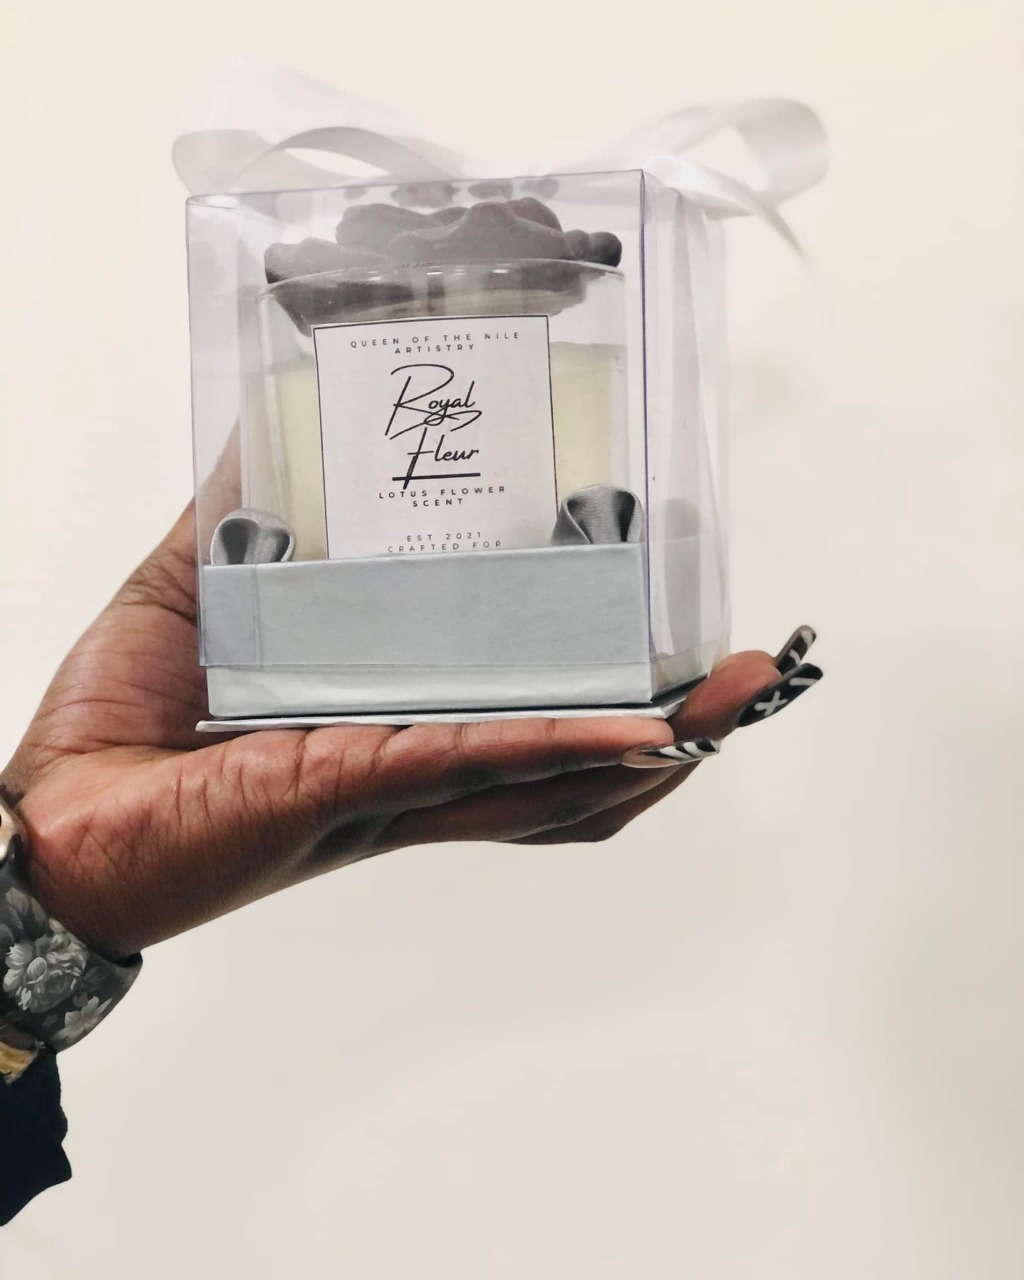 QUEEN OF THE NILE
ARTISTRY
Royal
Fleur
LOTUS FLOWER
SCENT
EST 2021
CRAFTED FOR